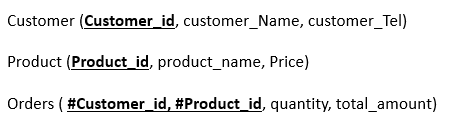 Customer (Customer_id, customer_Name, customer_Tel)
Product (Product_id, product_name, Price)
Orders ( #Customer_id, #Product_id, quantity, total_amount)